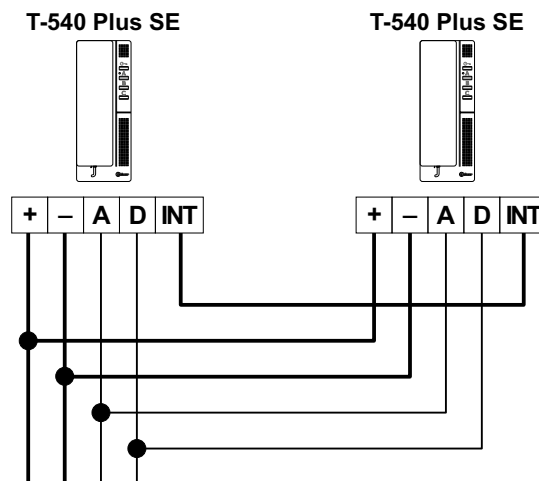 T-540 Plus SE T-540 Plus SE
+ – A D INT + – A D INT